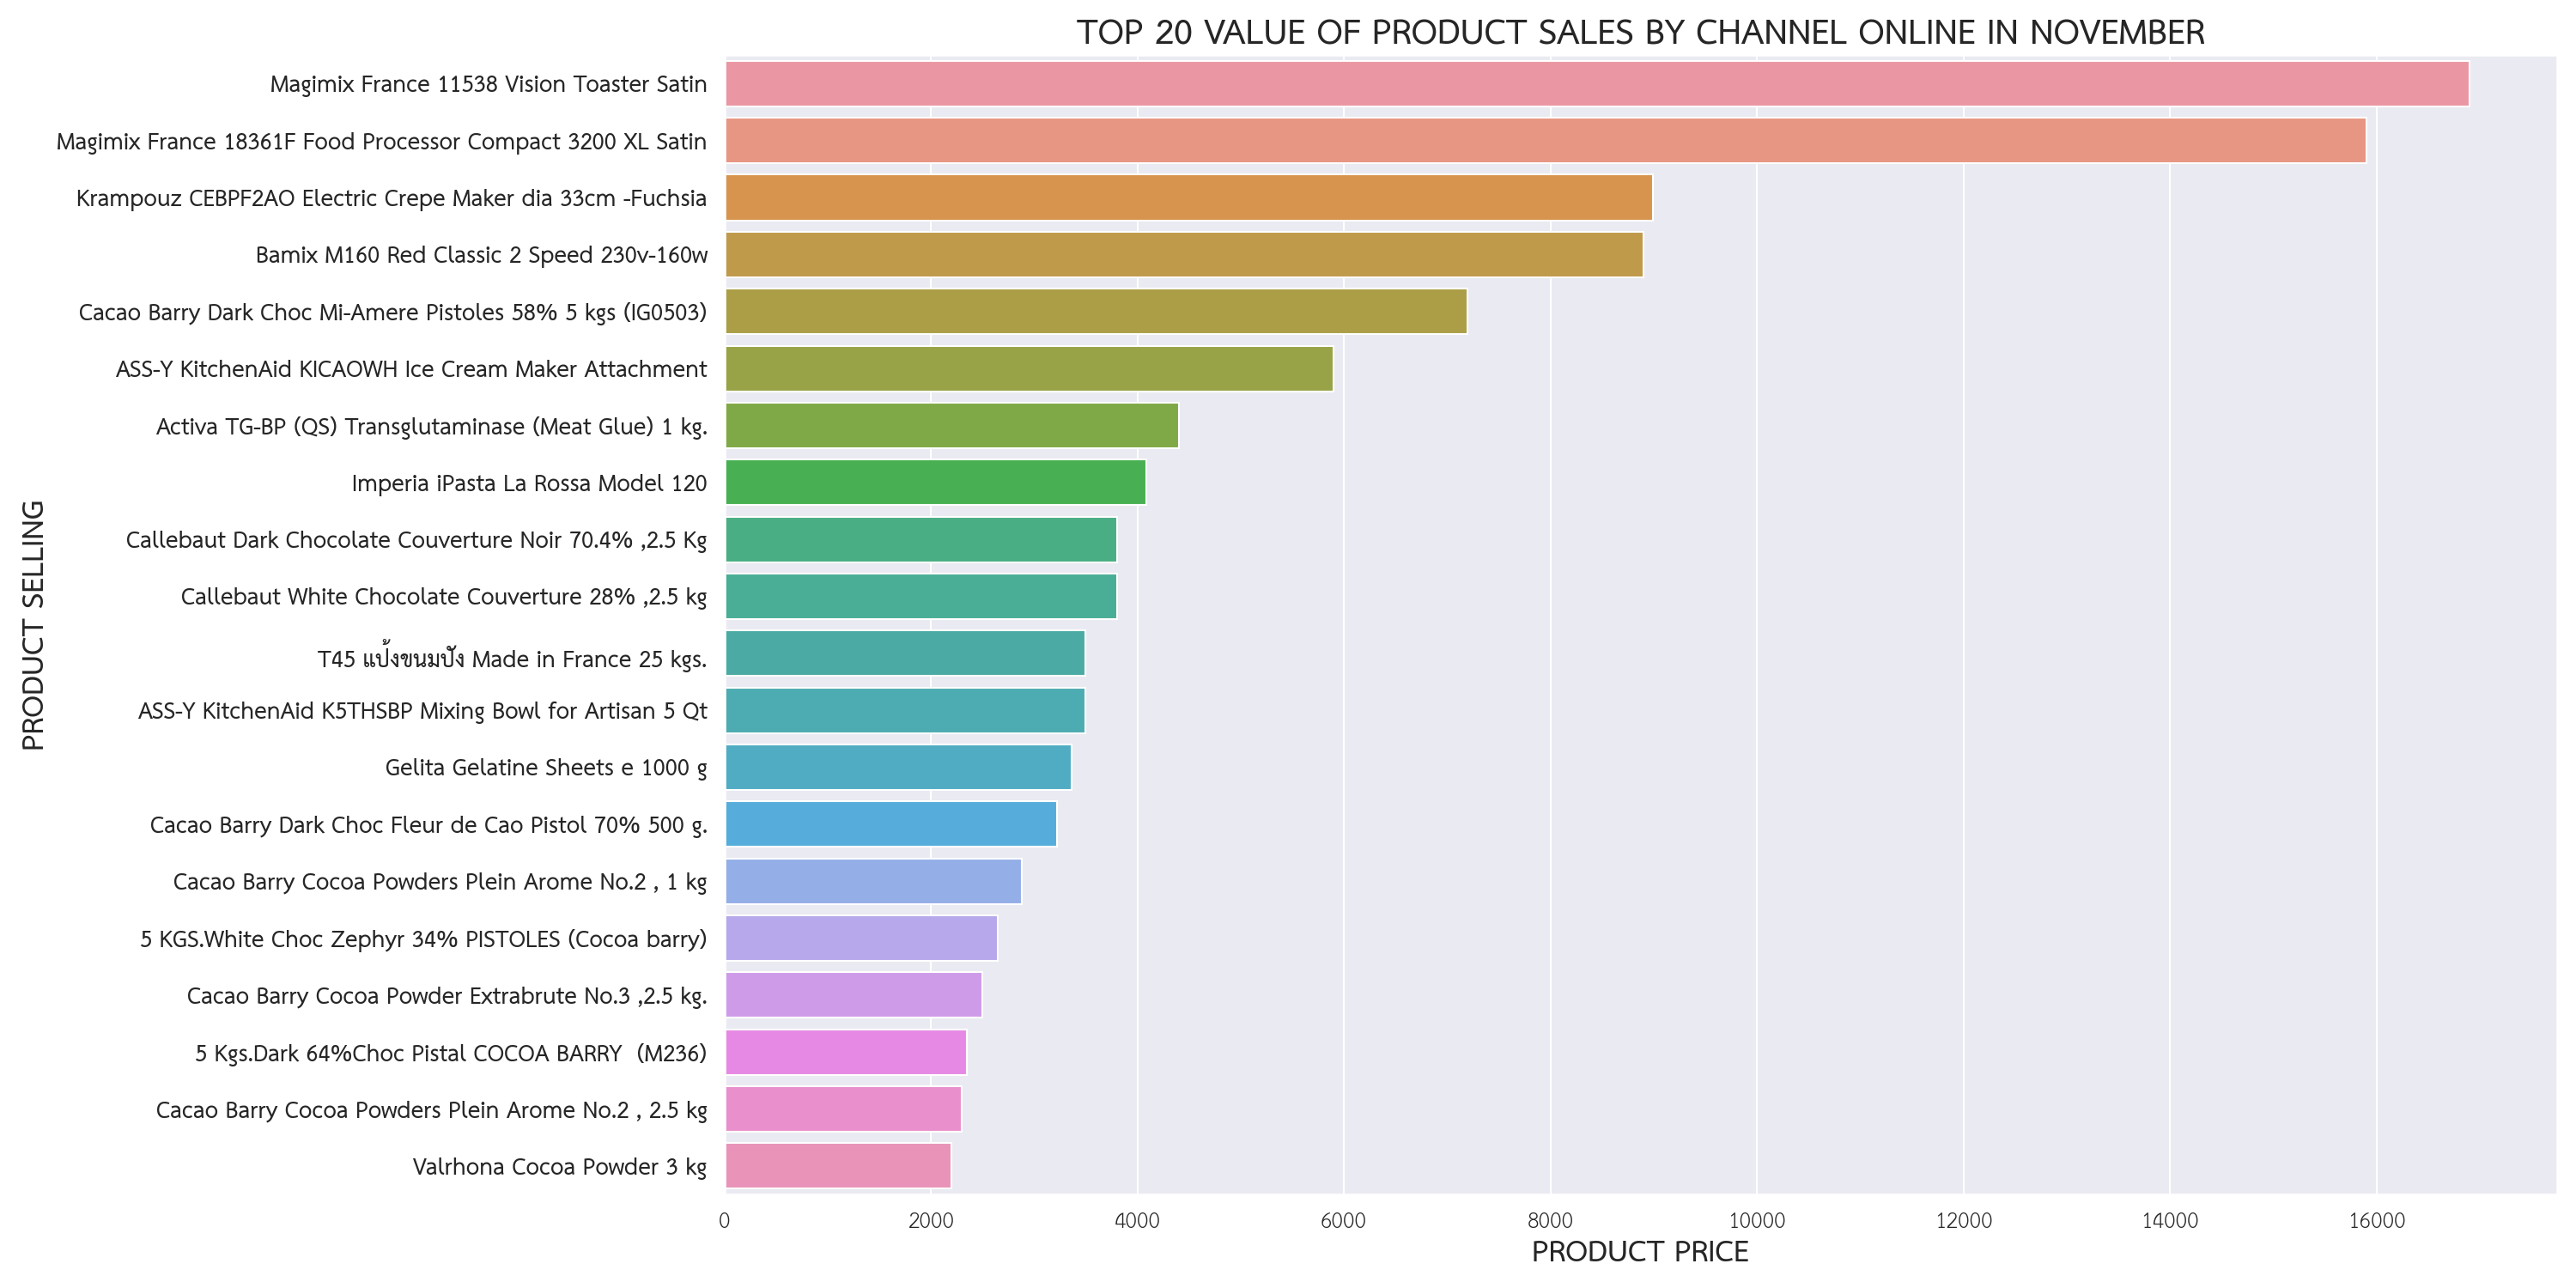 TOP 20 VALUE OF PRODUCT SALES BY CHANNEL ONLINE IN NOVEMBER
PRODUCT SELLING
Magimix France 11538 Vision Toaster Satin
Magimix France 18361F Food Processor Compact 3200 XL Satin
Krampouz CEBPF2AO Electric Crepe Maker dia 33cm -Fuchsia
Bamix M160 Red Classic 2 Speed 230v-160w
Cacao Barry Dark Choc Mi-Amere Pistoles 58% 5 kgs (IG0503)
ASS-Y KitchenAid KICAOWH Ice Cream Maker Attachment
Activa TG-BP (QS) Transglutaminase (Meat Glue) 1 kg.
Imperia iPasta La Rossa Model 120
Callebaut Dark Chocolate Couverture Noir 70.4% ,2.5 Kg
Callebaut White Chocolate Couverture 28% ,2.5 kg
T45 แป้งขนมปัง Made in France 25 kgs.
ASS-Y KitchenAid K5THSBP Mixing Bowl for Artisan 5 Qt
Gelita Gelatine Sheets e 1000 g
Cacao Barry Dark Choc Fleur de Cao Pistol 70% 500 g.
Cacao Barry Cocoa Powders Plein Arome No.2 , 1 kg
5 KGS.White Choc Zephyr 34% PISTOLES (Cocoa barry)
Cacao Barry Cocoa Powder Extrabrute No.3 ,2.5 kg.
5 Kgs.Dark 64%Choc Pistal COCOA BARRY  (M236)
Cacao Barry Cocoa Powders Plein Arome No.2 , 2.5 kg
Valrhona Cocoa Powder 3 kg
0 2000 4000 6000 8000 10000 12000 14000 16000
PRODUCT PRICE